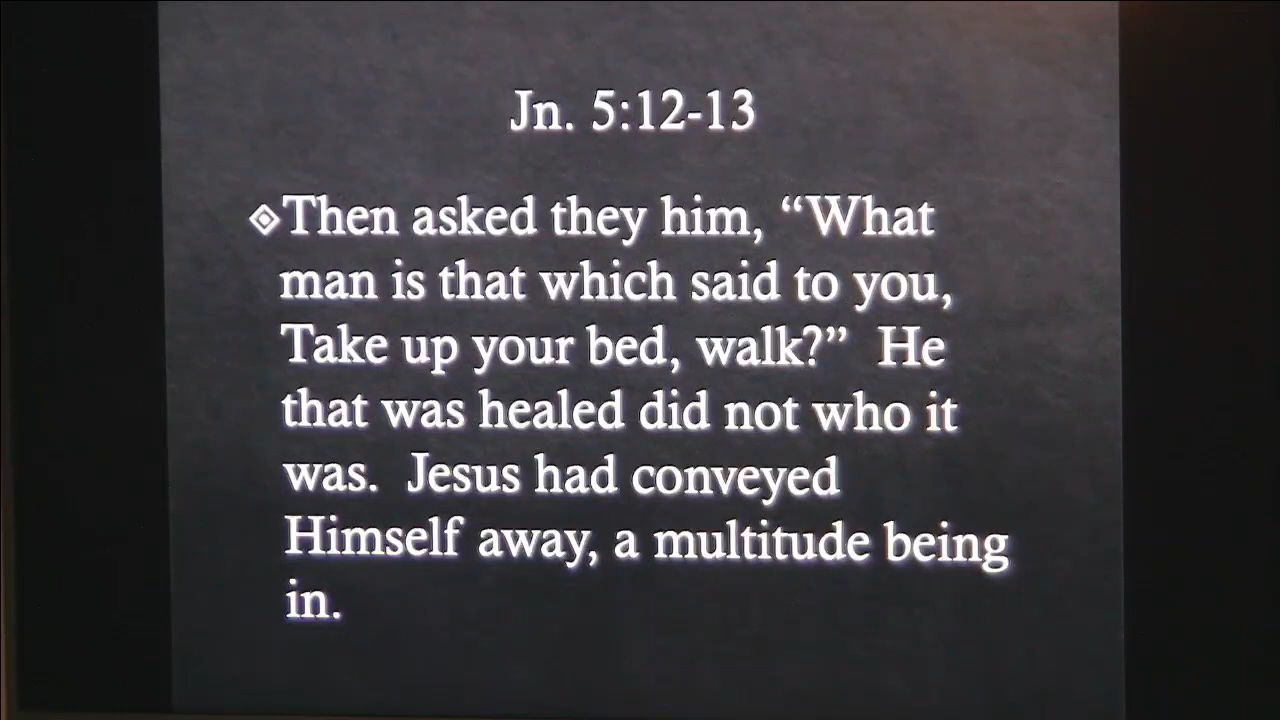 Jn. 5:12-13
Then asked they him, “What
man is that which said to you,
Take up your bed, walk?”  He
that was healed did not who it
was.  Jesus had conveyed
Himself away, a multitude being
in.